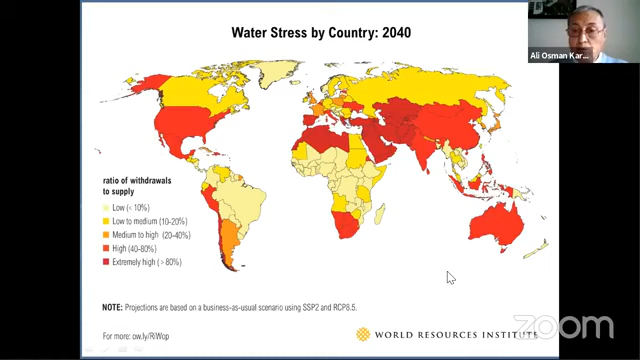 Water Stress by Country: 2040
Ali Osman Kar...
ratio of withdrawals
to supply
Low (< 10%)
Low to medium (10-20%)
Medium to high (20-40%)
High (40-80%)
Extremely high (> 80%)
NOTE: Projections are based on a business-as-usual scenario using SSP2 and RCP8.5.
For more: ow.ly/RiWop
WORLD RESOURCES INSTITUTE
zoom